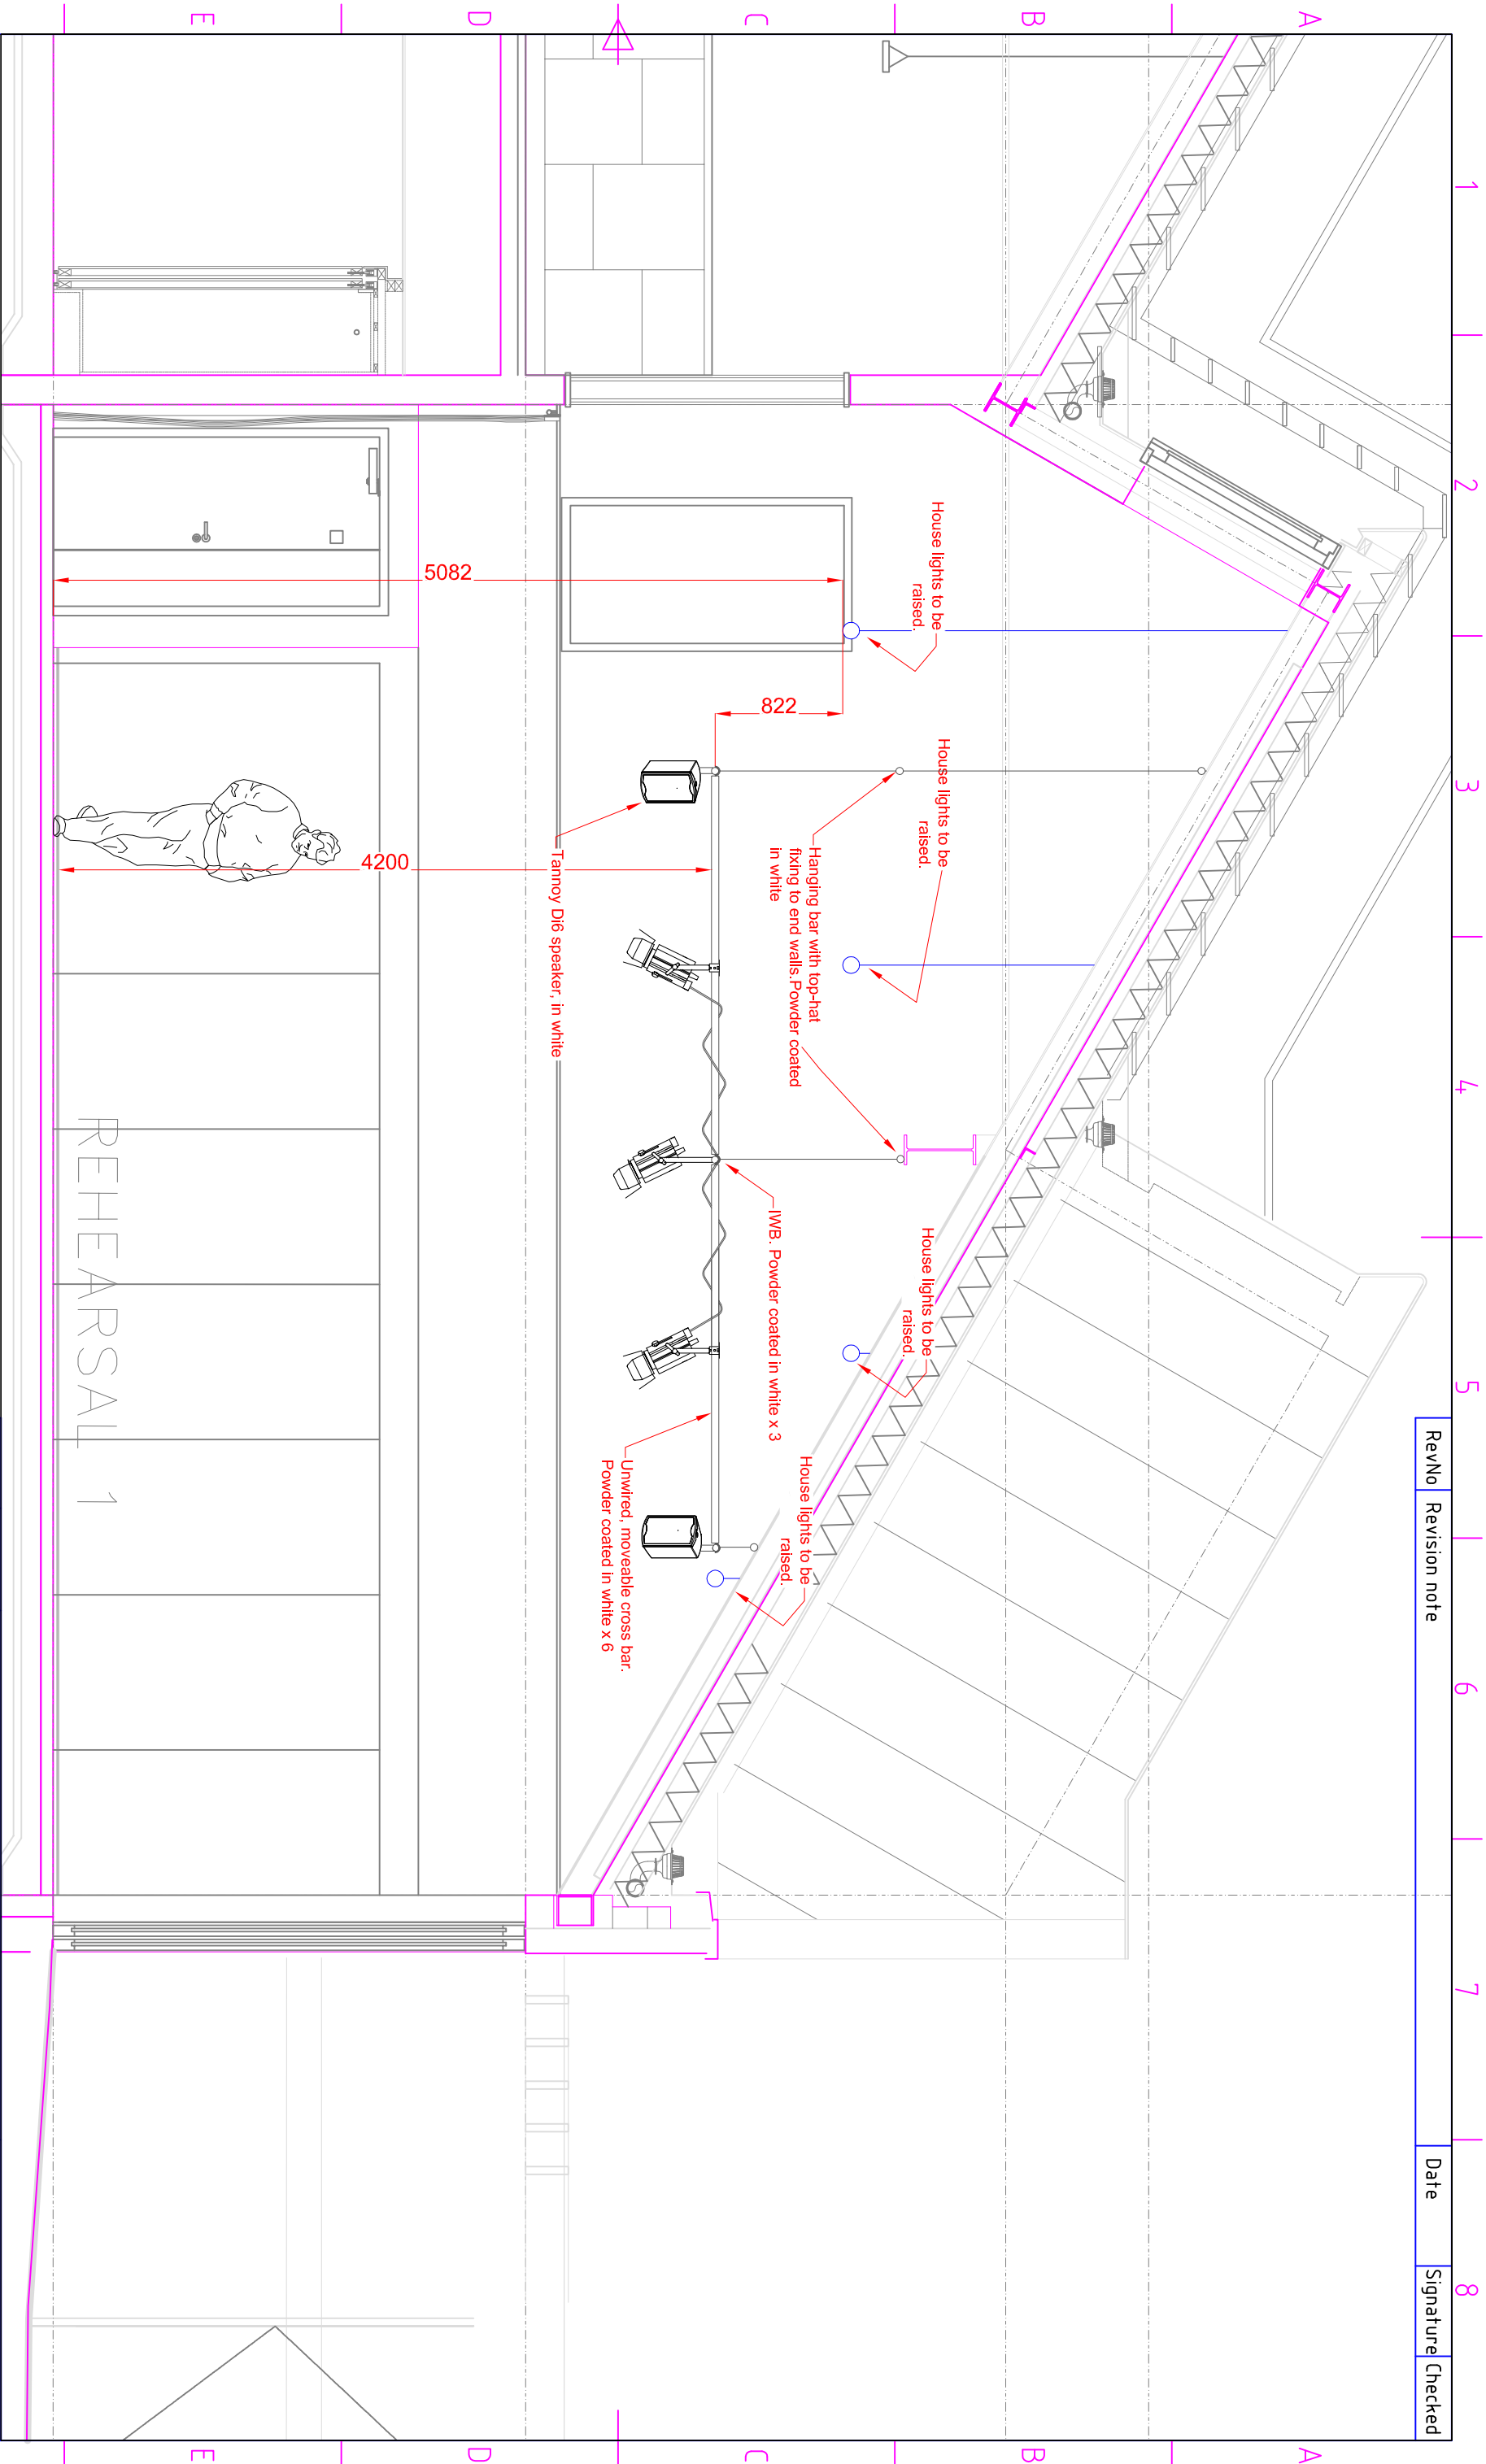 1
2
3
4
5
6
7
8
RevNo
Revision note
Date
Signature
Checked
A
A
B
B
C
C
D
D
E
E
House lights to be
raised.
House lights to be
raised.
House lights to be
raised.
House lights to be
raised.
5082
822
4200
Hanging bar with top-hat
fixing to end walls.Powder coated
in white
IWB. Powder coated in white x 3
Tannoy Di6 speaker, in white
Unwired, moveable cross bar.
Powder coated in white x 6
REHEARSAL 1